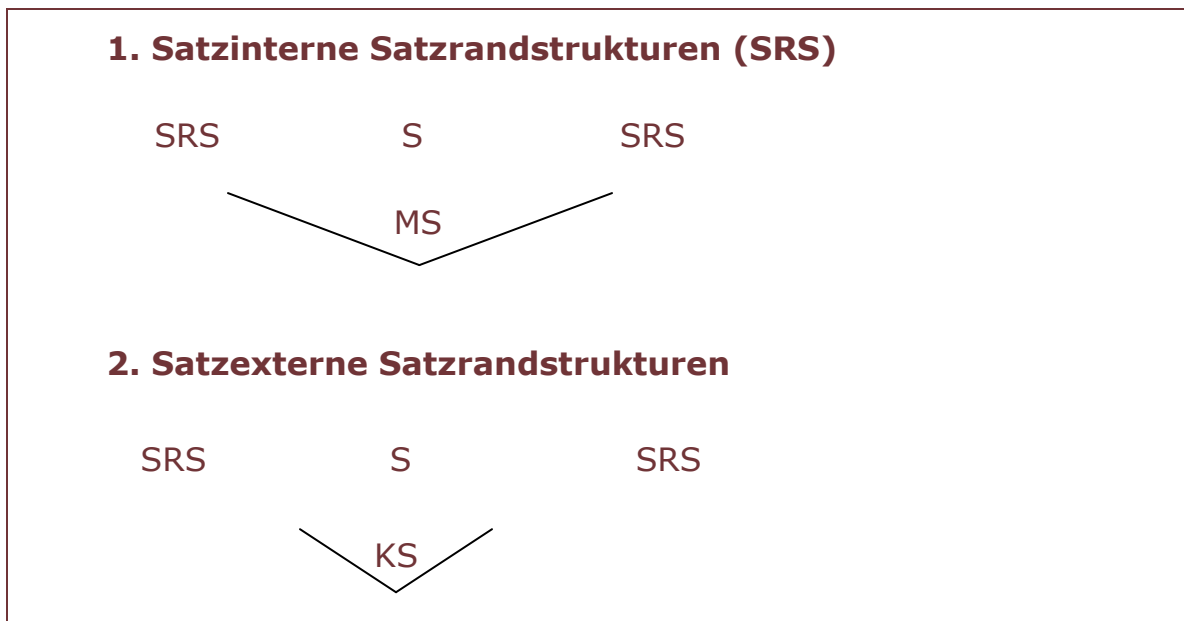 1. Satzinterne Satzrandstrukturen (SRS)
SRS S SRS
MS
2. Satzexterne Satzrandstrukturen
SRS S SRS
KS